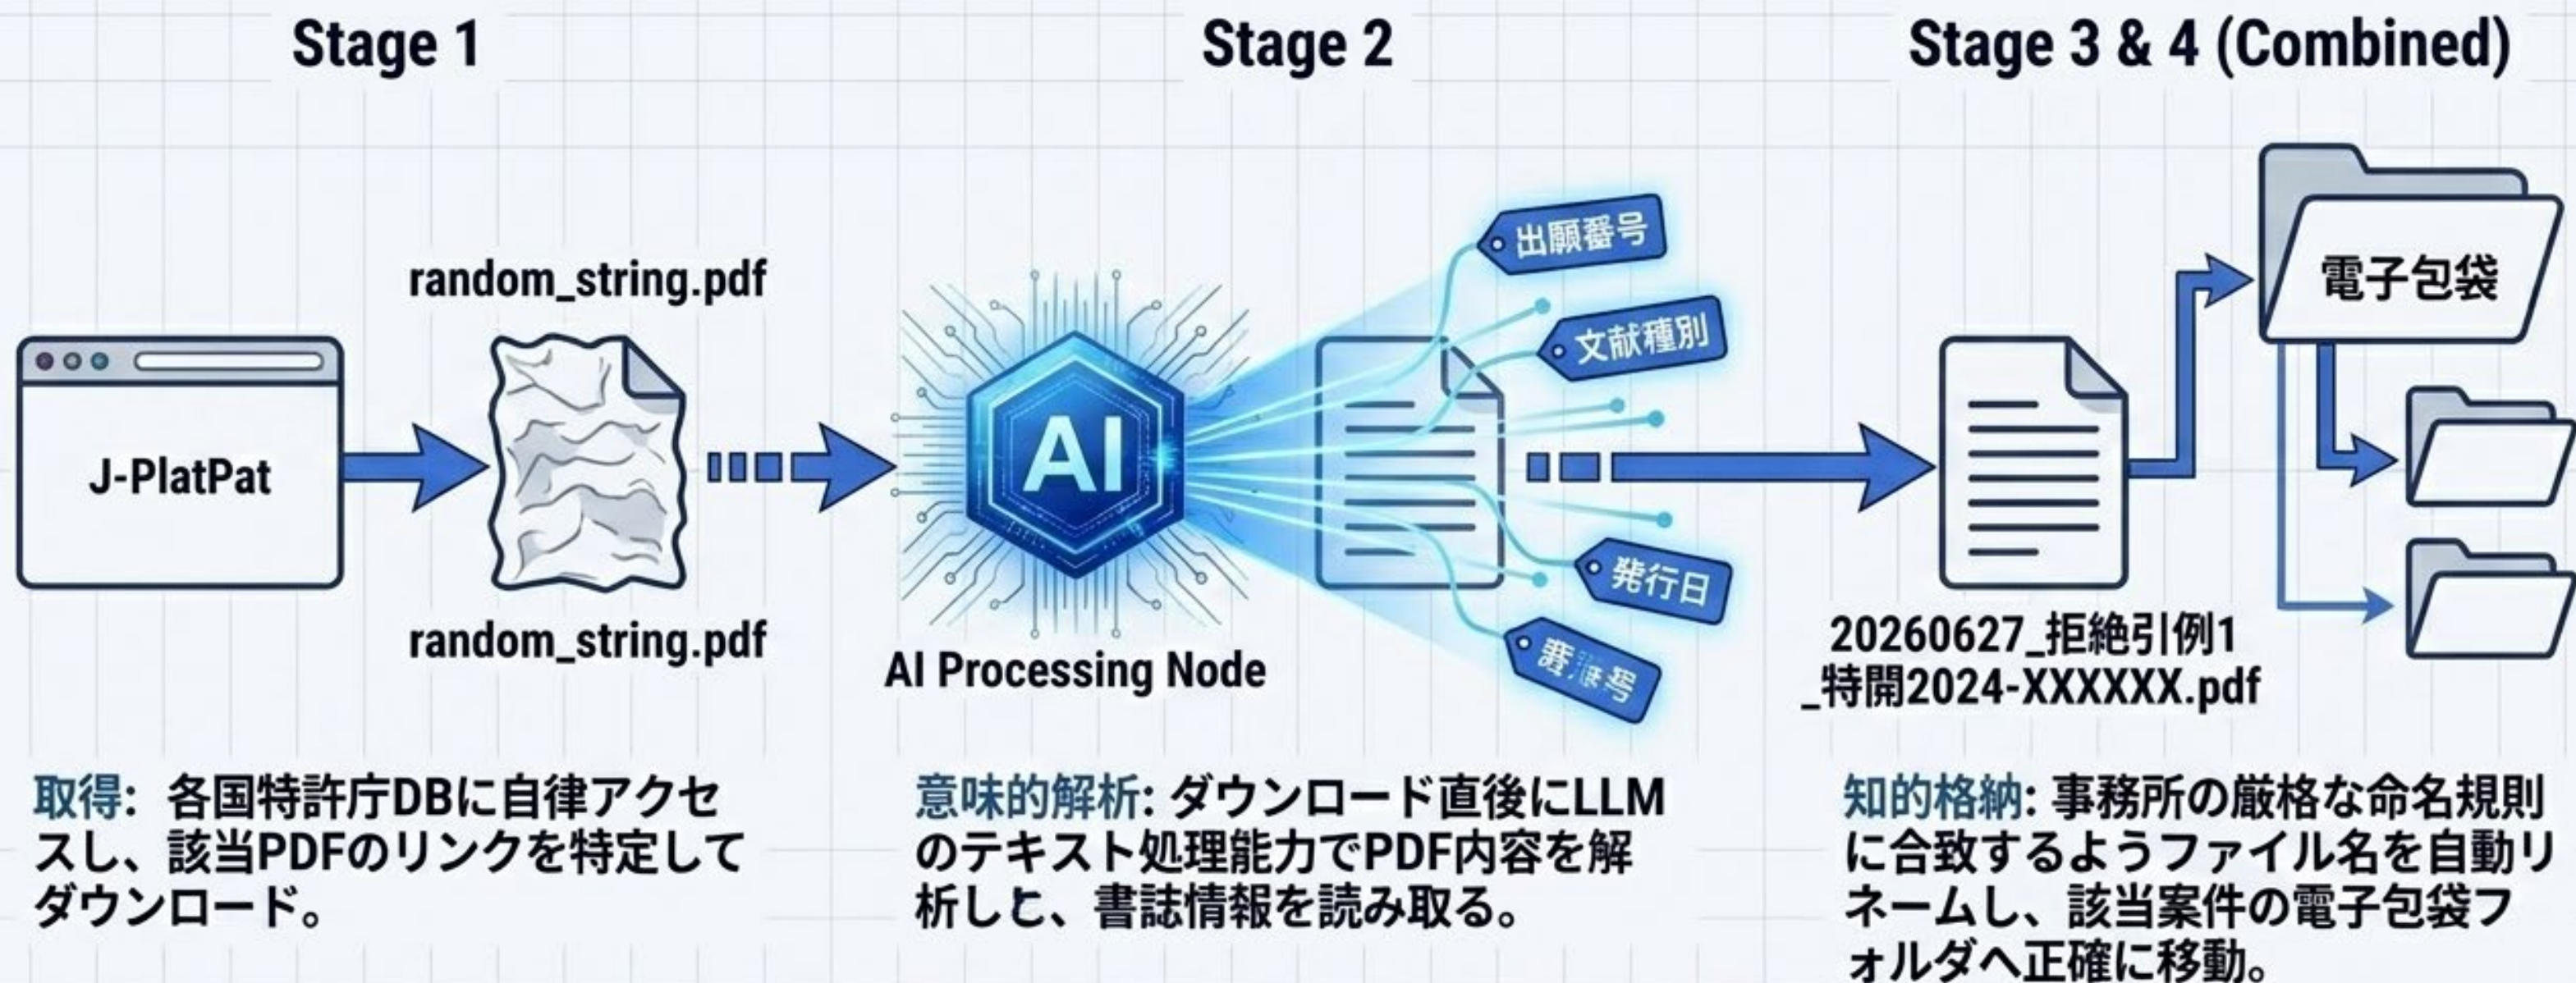 Stage 1
random_string.pdf
J-PlatPat
random_string.pdf
取得: 各国特許庁DBに自律アクセ
スし、該当PDFのリンクを特定して
ダウンロード。
Stage 2
AI
AI Processing Node
出願番号
文献種別
発行日
意味的解析: ダウンロード直後にLLM
のテキスト処理能力でPDF内容を解
析しと、書誌情報を読み取る。
Stage 3 & 4 (Combined)
電子包袋
20260627_拒絶引例1
_特開2024-XXXXXX.pdf
知的格納: 事務所の厳格な命名規則
に合致するようファイル名を自動リ
ネームし、該当案件の電子包袋フ
ォルダへ正確に移動。